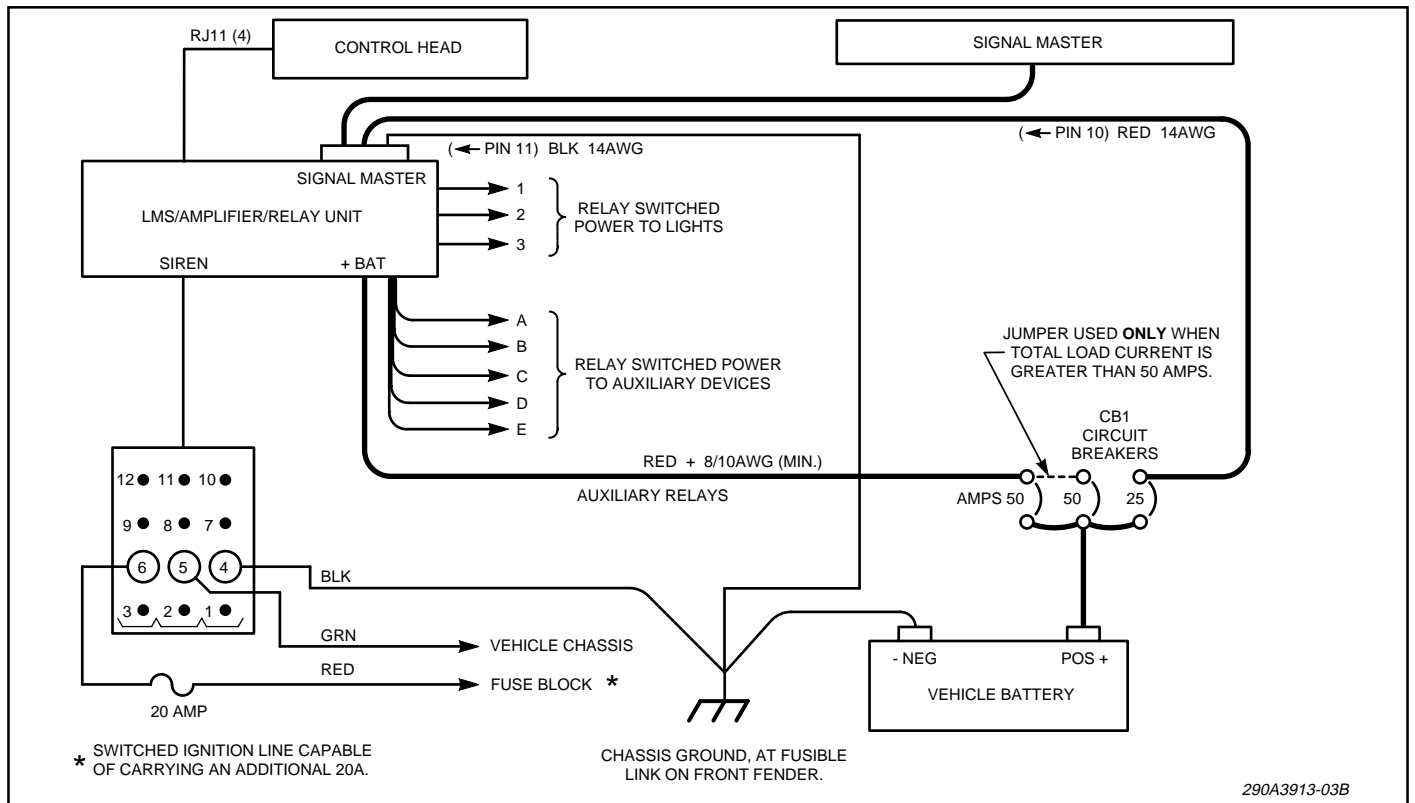 RJ11 (4)
CONTROL HEAD
SIGNAL MASTER
(← PIN 10) RED 14AWG
(← PIN 11) BLK 14AWG
SIGNAL MASTER
LMS/AMPLIFIER/RELAY UNIT
SIREN
+ BAT
1
2
3
RELAY SWITCHED
POWER TO LIGHTS
A
B
C
D
E
RELAY SWITCHED POWER
TO AUXILIARY DEVICES
JUMPER USED ONLY WHEN
TOTAL LOAD CURRENT IS
GREATER THAN 50 AMPS.
CB1
CIRCUIT
BREAKERS
RED + 8/10AWG (MIN.)
AUXILIARY RELAYS
AMPS 50
50
25
12 11 10
9 8 7
6 5 4
3 2 1
BLK
GRN
VEHICLE CHASSIS
RED
FUSE BLOCK *
20 AMP
* SWITCHED IGNITION LINE CAPABLE
OF CARRYING AN ADDITIONAL 20A.
CHASSIS GROUND, AT FUSIBLE
LINK ON FRONT FENDER.
- NEG
POS +
VEHICLE BATTERY
290A3913-03B